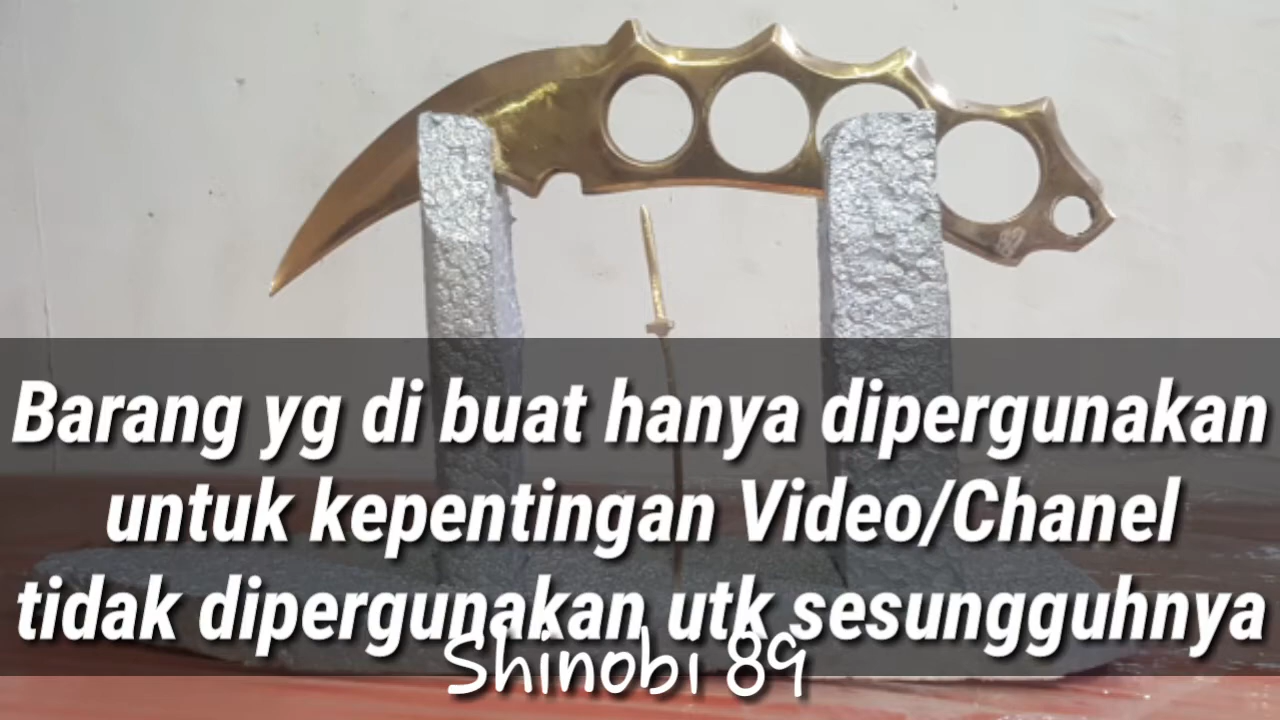 Barang yg di buat hanya dipergunakan
untuk kepentingan Video/Chanel
tidak dipergunakan utk sesungguhnya
Shinobi 89